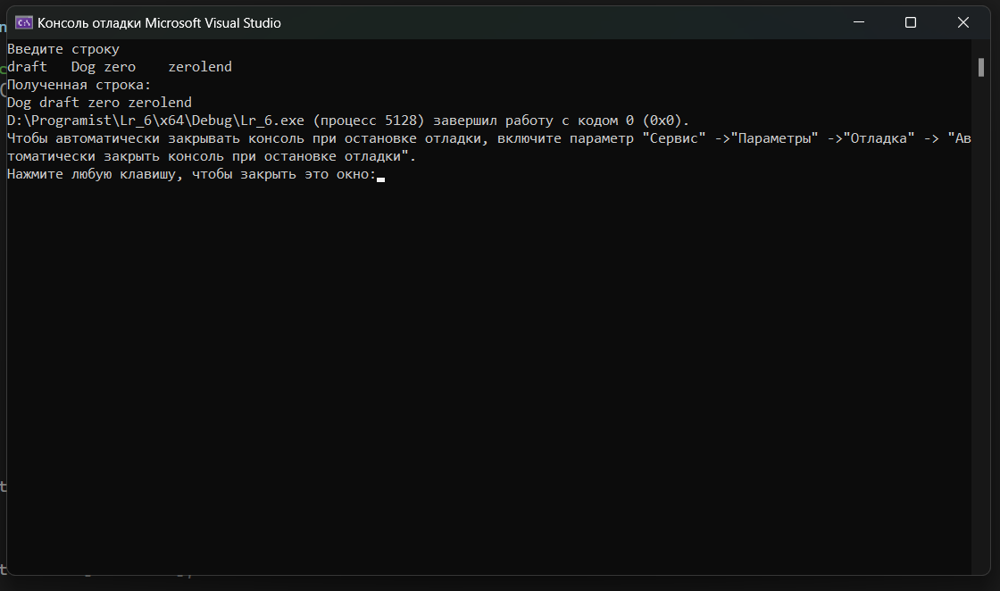 Консоль отладки Microsoft Visual Studio
Введите строку
draft   Dog zero    zerolend
Полученная строка:
Dog draft zero zerolend
D:\Programist\Lr_6\x64\Debug\Lr_6.exe (процесс 5128) завершил работу с кодом 0 (0x0).
Чтобы автоматически закрывать консоль при остановке отладки, включите параметр "Сервис" ->"Параметры" ->"Отладка" -> "Ав
томатически закрыть консоль при остановке отладки".
Нажмите любую клавишу, чтобы закрыть это окно: